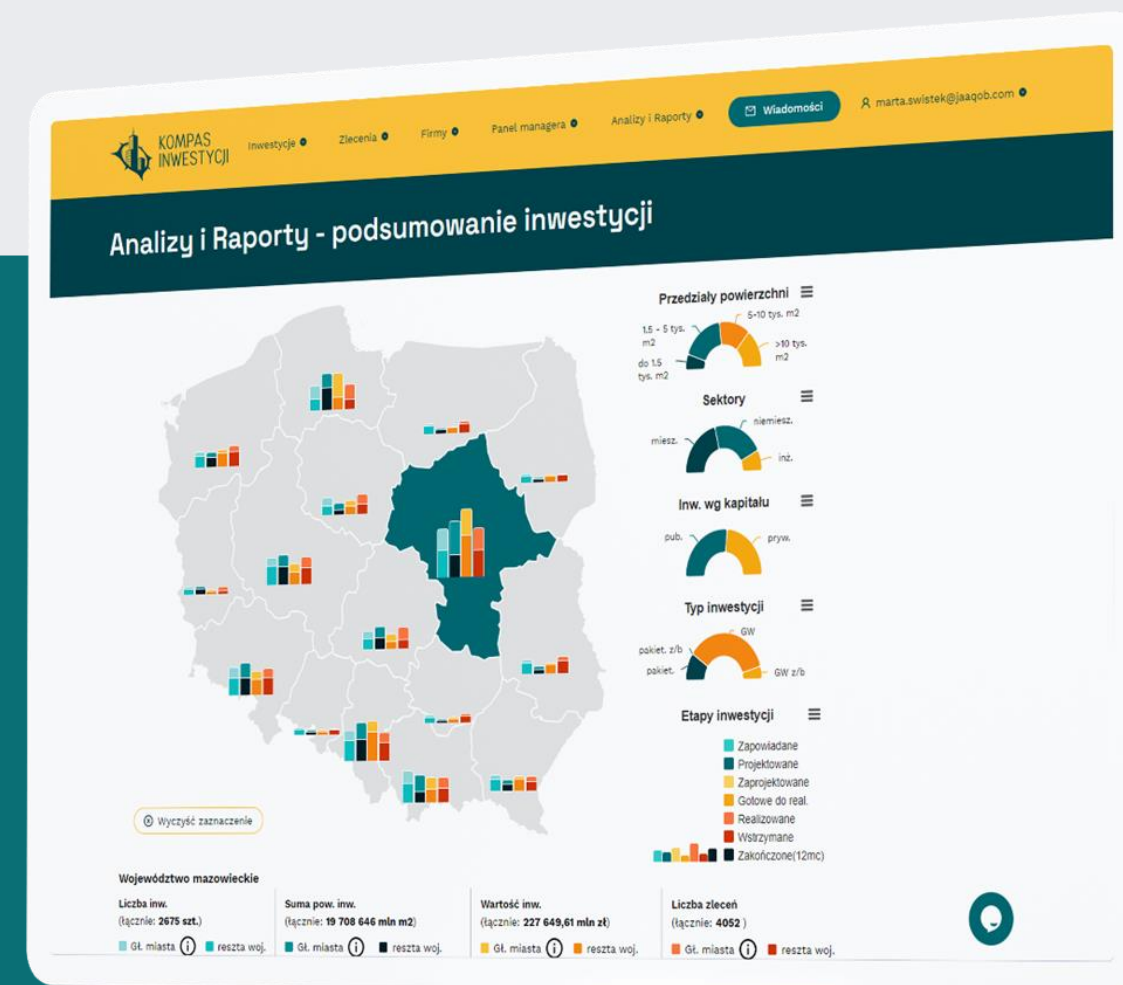 KOMPAS
INWESTYCJI
Inwestycje
Zlecenia
Firmy
Panel managera
Analizy i Raporty
Wiadomości
marta.swistek@jaaqob.com
Analizy i Raporty - podsumowanie inwestycji
Przedziały powierzchni
1.5 - 5 tys.
m2
5-10 tys. m2
do 1.5
tys. m2
>10 tys.
m2
Sektory
miesz.
niemiesz.
inż.
Inw. wg kapitału
pub.
pryw.
Typ inwestycji
GW
pakiet. z/b
pakiet.
GW z/b
Etapy inwestycji
Zapowiadane
Projektowane
Zaprojektowane
Gotowe do real.
Realizowane
Wstrzymane
Zakończone(12mc)
Wyczyść zaznaczenie
Województwo mazowieckie
Liczba inw.
(łącznie: 2675 szt.)
Gł. miasta i reszta woj.
Suma pow. inw.
(łącznie: 19 708 646 mln m2)
Gł. miasta i reszta woj.
Wartość inw.
(łącznie: 227 649,61 mln zł)
Gł. miasta i reszta woj.
Liczba zleceń
(łącznie: 4052 )
Gł. miasta i reszta woj.